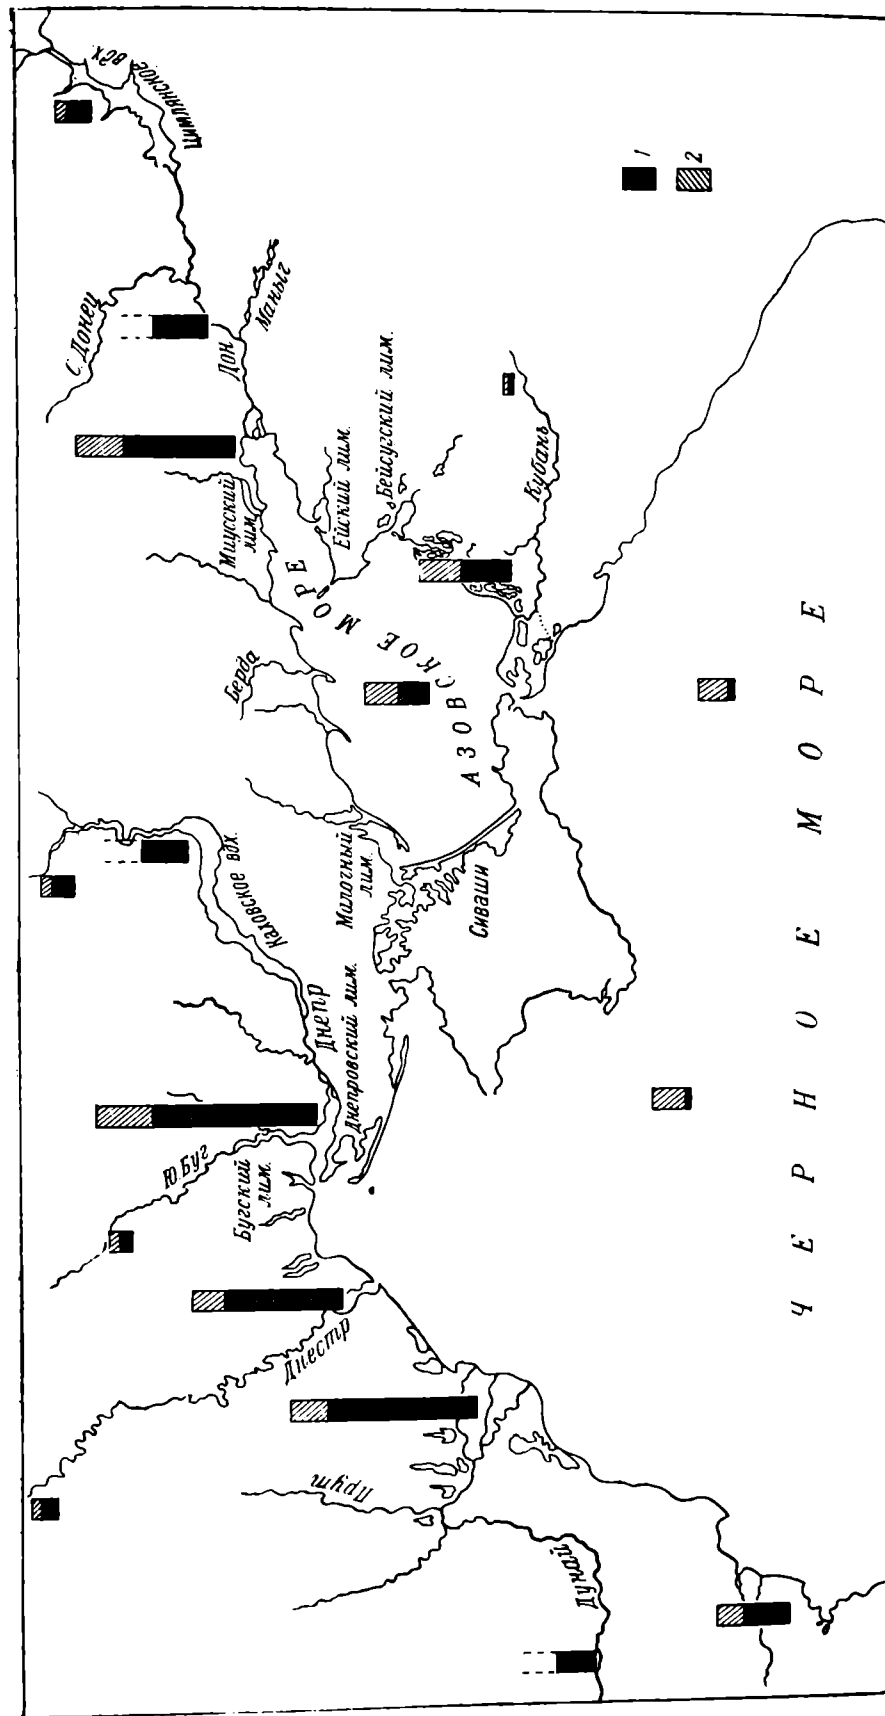 Прут
Дунай
Днестр
Ю. Буг
Бугский
лим.
Днепр
Днепровский лим.
Каховское вдх.
Молочный
лим.
Сиваши
Берда
Миусский
лим.
С. Донец
Дон
Маныч
Цимлянское
вдх.
Ейский лим.
Бейсугский лим.
Кубань
АЗОВСКОЕ МОРЕ
ЧЕРНОЕ МОРЕ
1
2